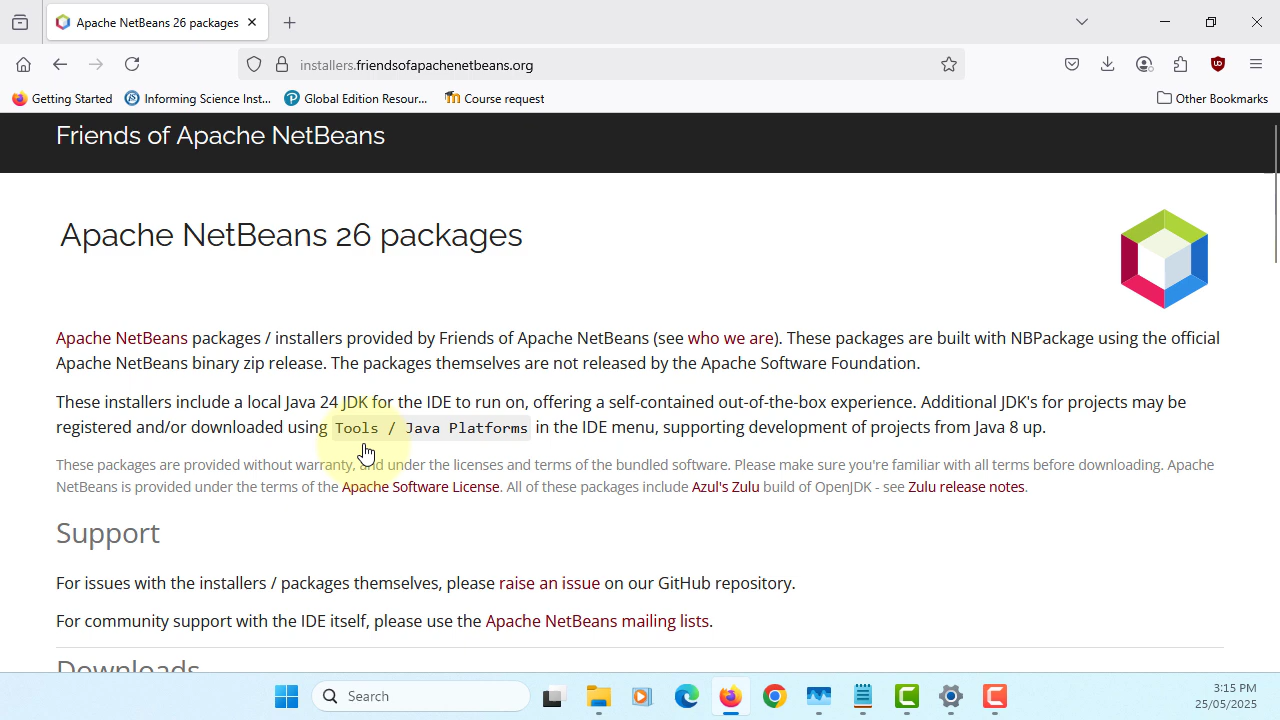 Apache NetBeans 26 packages
installers.friendsofapachenetbeans.org
Getting Started
Informing Science Inst...
Global Edition Resour...
Course request
Other Bookmarks
Friends of Apache NetBeans
Apache NetBeans 26 packages
Apache NetBeans packages / installers provided by Friends of Apache NetBeans (see who we are). These packages are built with NBPackage using the official
Apache NetBeans binary zip release. The packages themselves are not released by the Apache Software Foundation.
These installers include a local Java 24 JDK for the IDE to run on, offering a self-contained out-of-the-box experience. Additional JDK's for projects may be
registered and/or downloaded using Tools / Java Platforms in the IDE menu, supporting development of projects from Java 8 up.
These packages are provided without warranty, and under the licenses and terms of the bundled software. Please make sure you're familiar with all terms before downloading. Apache
NetBeans is provided under the terms of the Apache Software License. All of these packages include Azul's Zulu build of OpenJDK - see Zulu release notes.
Support
For issues with the installers / packages themselves, please raise an issue on our GitHub repository.
For community support with the IDE itself, please use the Apache NetBeans mailing lists.
Downloads
Search
3:15 PM
25/05/2025